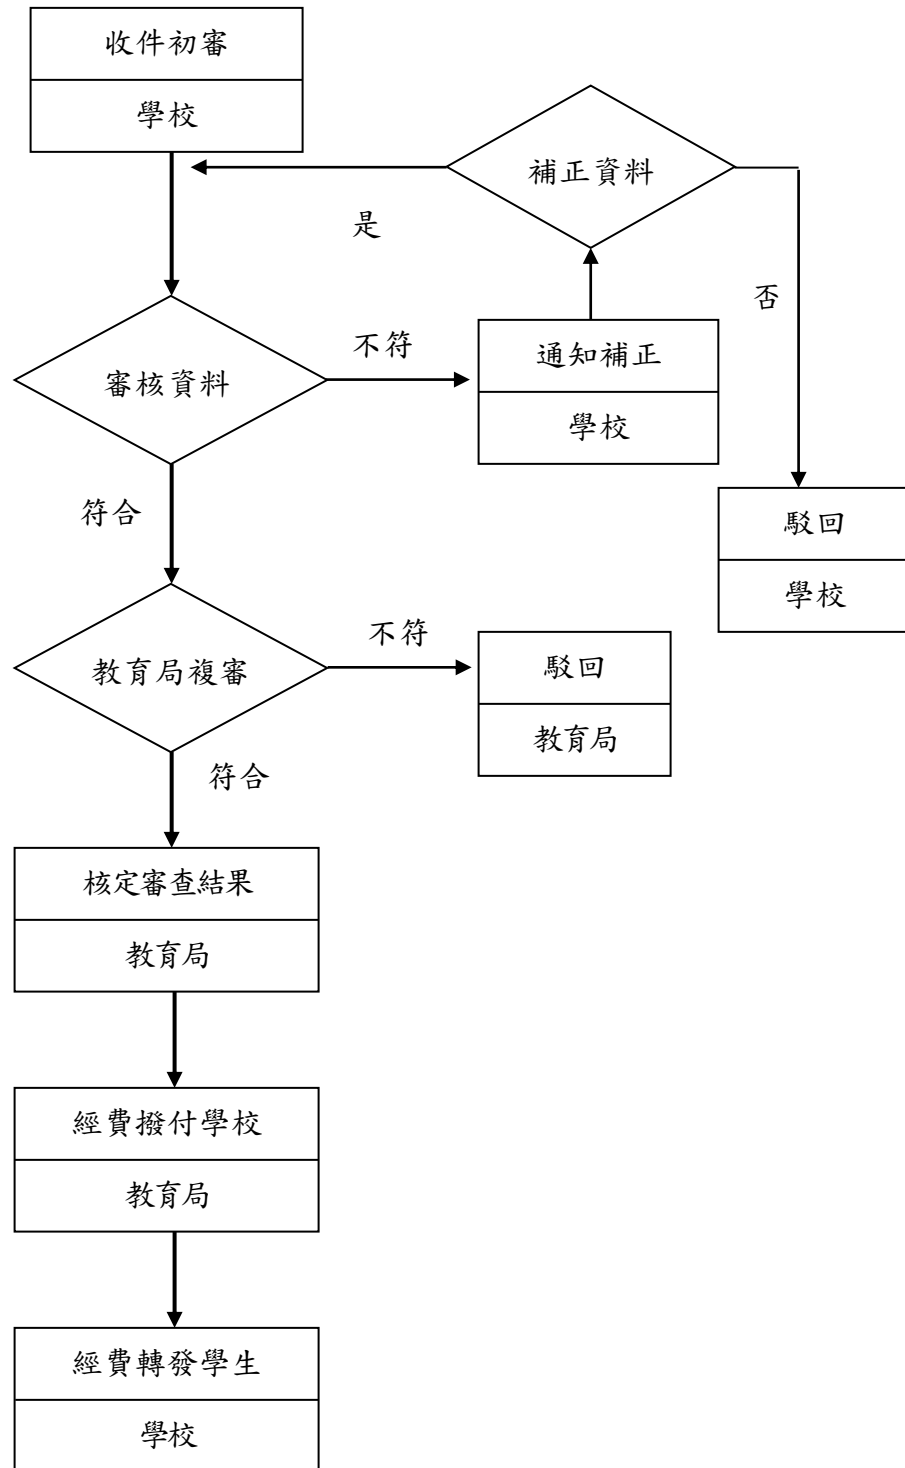 收件初審
學校
補正資料
是
否
不符
通知補正
學校
審核資料
符合
駁回
學校
不符
教育局複審
駁回
教育局
符合
核定審查結果
教育局
經費撥付學校
教育局
經費轉發學生
學校